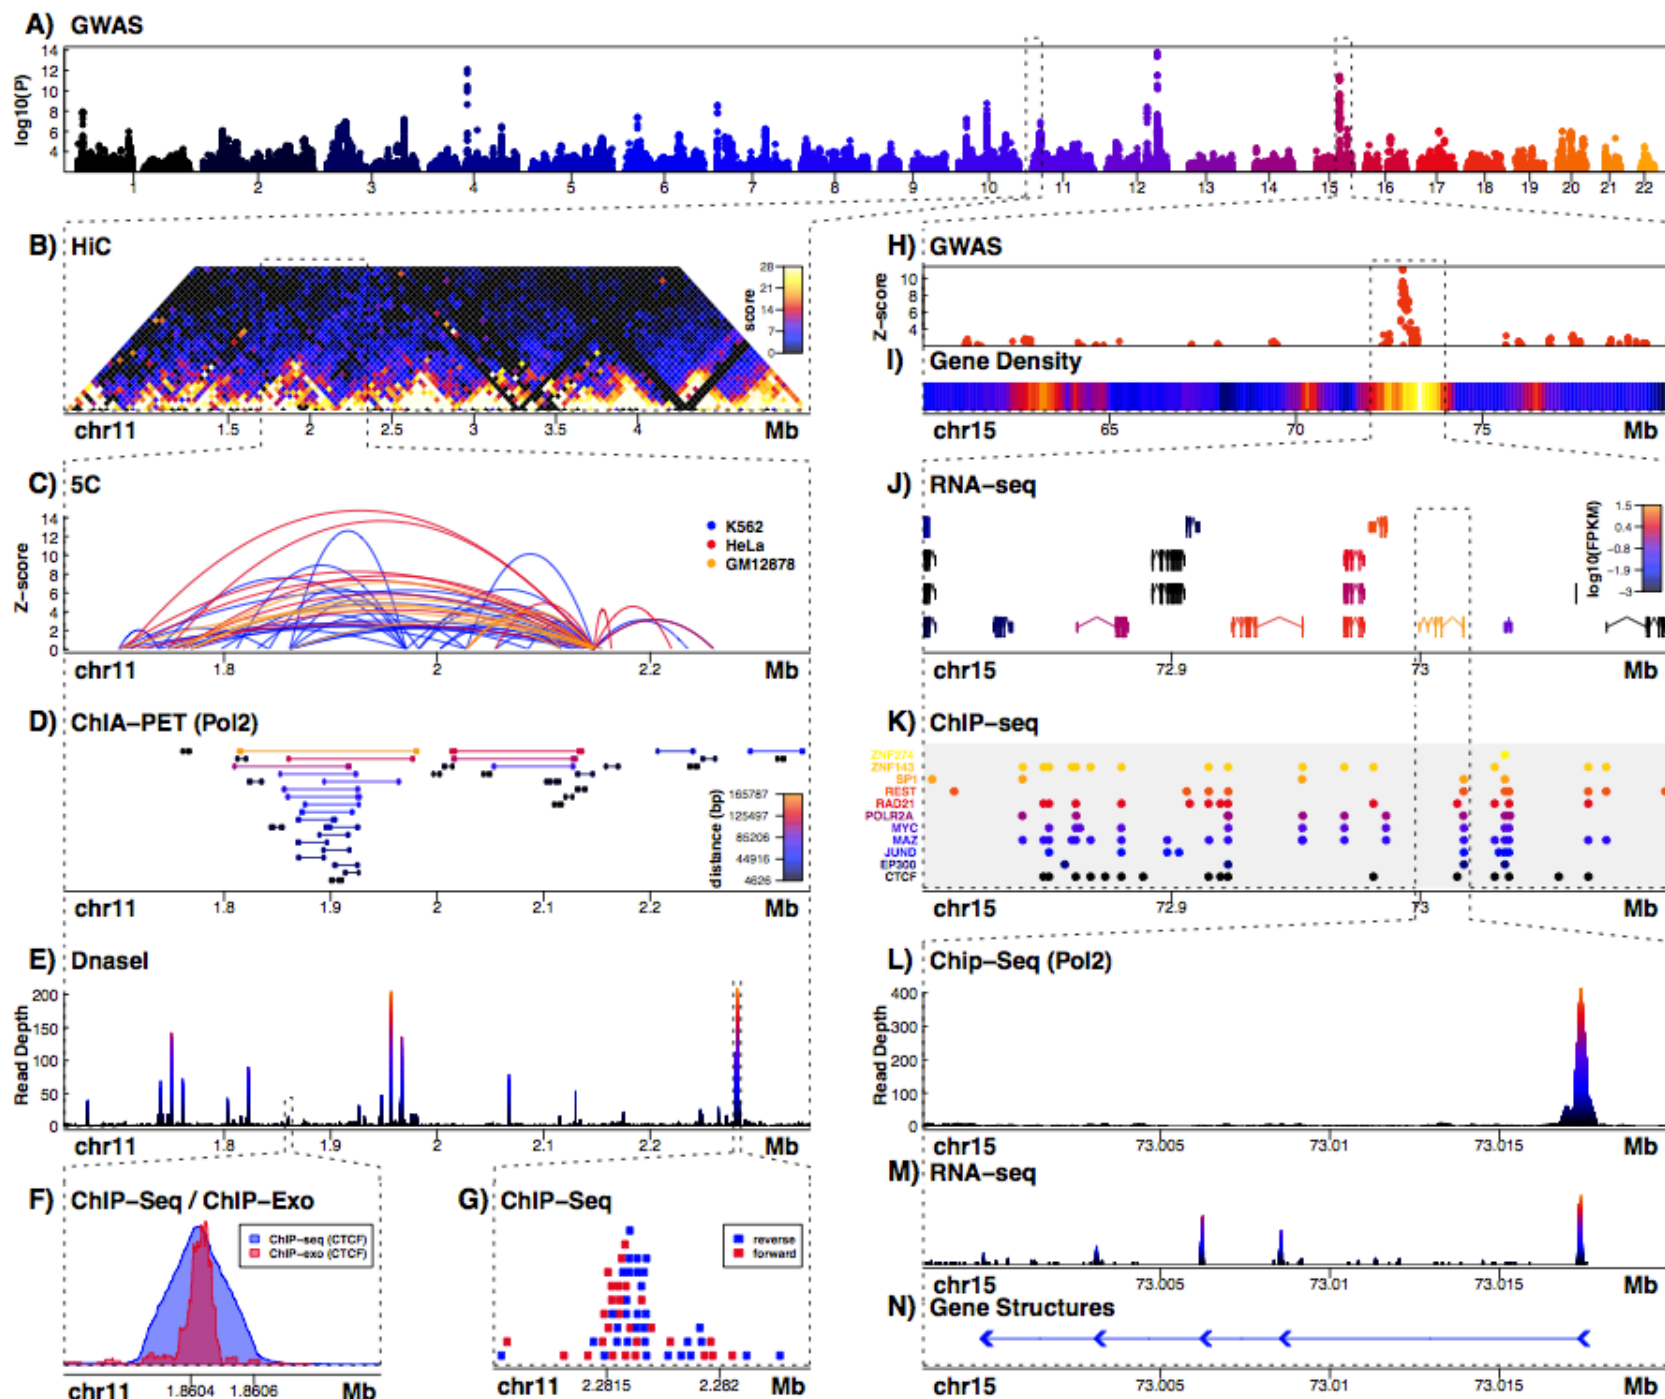 A) GWAS
14
12
10
8
6
4
log10(P)
1 2 3 4 5 6 7 8 9 10 11 12 13 14 15 16 17 18 19 20 21 22
B) HiC
28
21
14
7
0
score
chr11 1.5 2 2.5 3 3.5 4 Mb
C) 5C
14
12
10
8
6
4
2
0
Z-score
K562
HeLa
GM12878
chr11 1.8 2 2.2 Mb
D) ChIA-PET (Pol2)
165787
125497
85206
44916
4626
distance (bp)
chr11 1.8 1.9 2 2.1 2.2 Mb
E) DnaseI
200
150
100
50
0
Read Depth
chr11 1.8 1.9 2 2.1 2.2 Mb
F) ChIP-Seq / ChIP-Exo
ChIP-seq (CTCF)
ChIP-exo (CTCF)
chr11 1.8604 1.8606 Mb
G) ChIP-Seq
reverse
forward
chr11 2.2815 2.282 Mb
H) GWAS
10
8
6
4
Z-score
I) Gene Density
chr15 65 70 75 Mb
J) RNA-seq
1.5
0.4
-0.8
-1.9
-3
log10(FPKM)
chr15 72.9 73 Mb
K) ChIP-seq
ZNF274
ZNF143
SP1
REST
RAD21
POLR2A
MYC
MAZ
JUND
EP300
CTCF
chr15 72.9 73 Mb
L) Chip-Seq (Pol2)
400
300
200
100
0
Read Depth
chr15 73.005 73.01 73.015 Mb
M) RNA-seq
chr15 73.005 73.01 73.015 Mb
N) Gene Structures
chr15 73.005 73.01 73.015 Mb